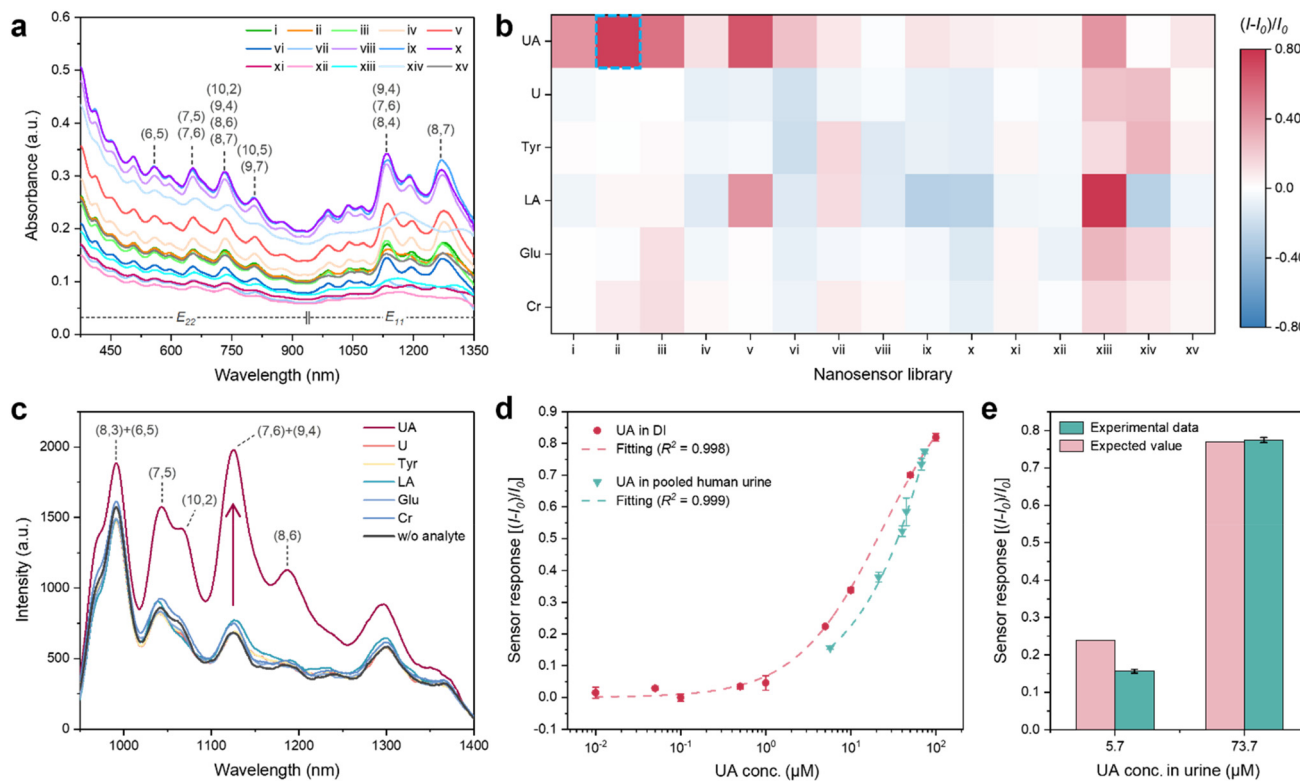 a
Absorbance (a.u.)
0.6
0.5
0.4
0.3
0.2
0.1
0.0
i ii iii iv v
vi vii viii ix x
xi xii xiii xiv xv
(6,5)
(7,5)
(7,6)
(10,2)
(9,4)
(8,6)
(8,7)
(10,5)
(9,7)
(9,4)
(7,6)
(8,4)
(8,7)
E22
E11
450 600 750 900 1050 1200 1350
Wavelength (nm)
b
UA
U
Tyr
LA
Glu
Cr
i ii iii iv v vi vii viii ix x xi xii xiii xiv xv
Nanosensor library
(I-I0)/I0
0.80
0.40
0.0
-0.40
-0.80
c
Intensity (a.u.)
2000
1750
1500
1250
1000
750
500
250
0
(8,3)+(6,5)
(7,5)
(10,2)
(7,6)+(9,4)
(8,6)
UA
U
Tyr
LA
Glu
Cr
w/o analyte
1000 1100 1200 1300 1400
Wavelength (nm)
d
Sensor response [(I-I0)/I0]
0.9
0.8
0.7
0.6
0.5
0.4
0.3
0.2
0.1
0.0
-0.1
UA in DI
Fitting (R2 = 0.998)
UA in pooled human urine
Fitting (R2 = 0.999)
10-2 10-1 100 101 102
UA conc. (μM)
e
Sensor response [(I-I0)/I0]
0.9
0.8
0.7
0.6
0.5
0.4
0.3
0.2
0.1
0.0
Experimental data
Expected value
5.7 73.7
UA conc. in urine (μM)